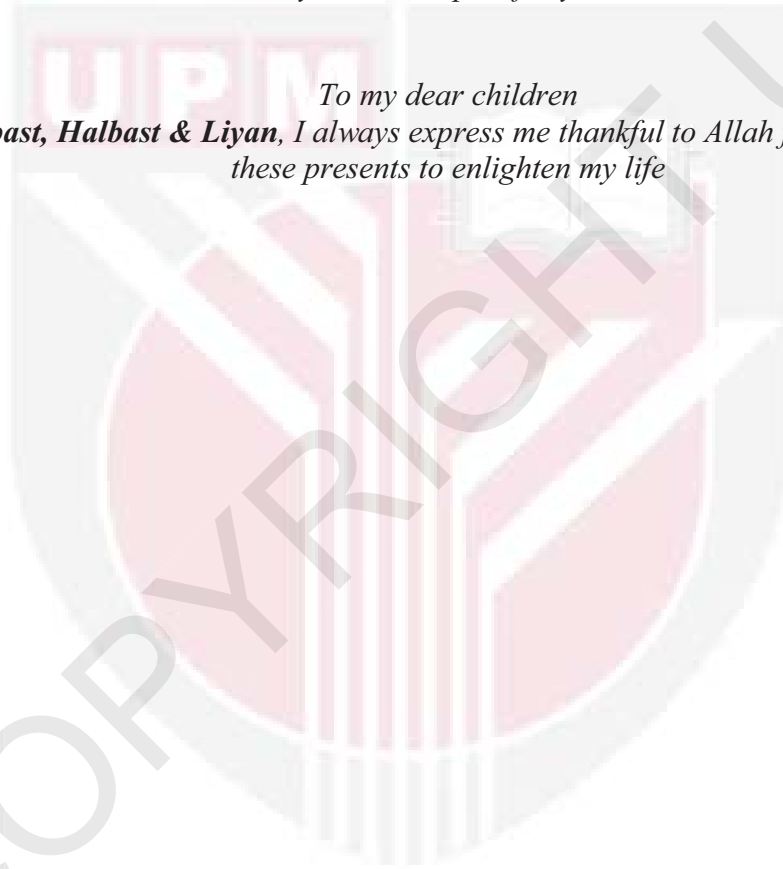 To my dear children
Halbast & Liyan, I always express me thankful to Allah
these presents to enlighten my life
UPM
COPYRIGHT U